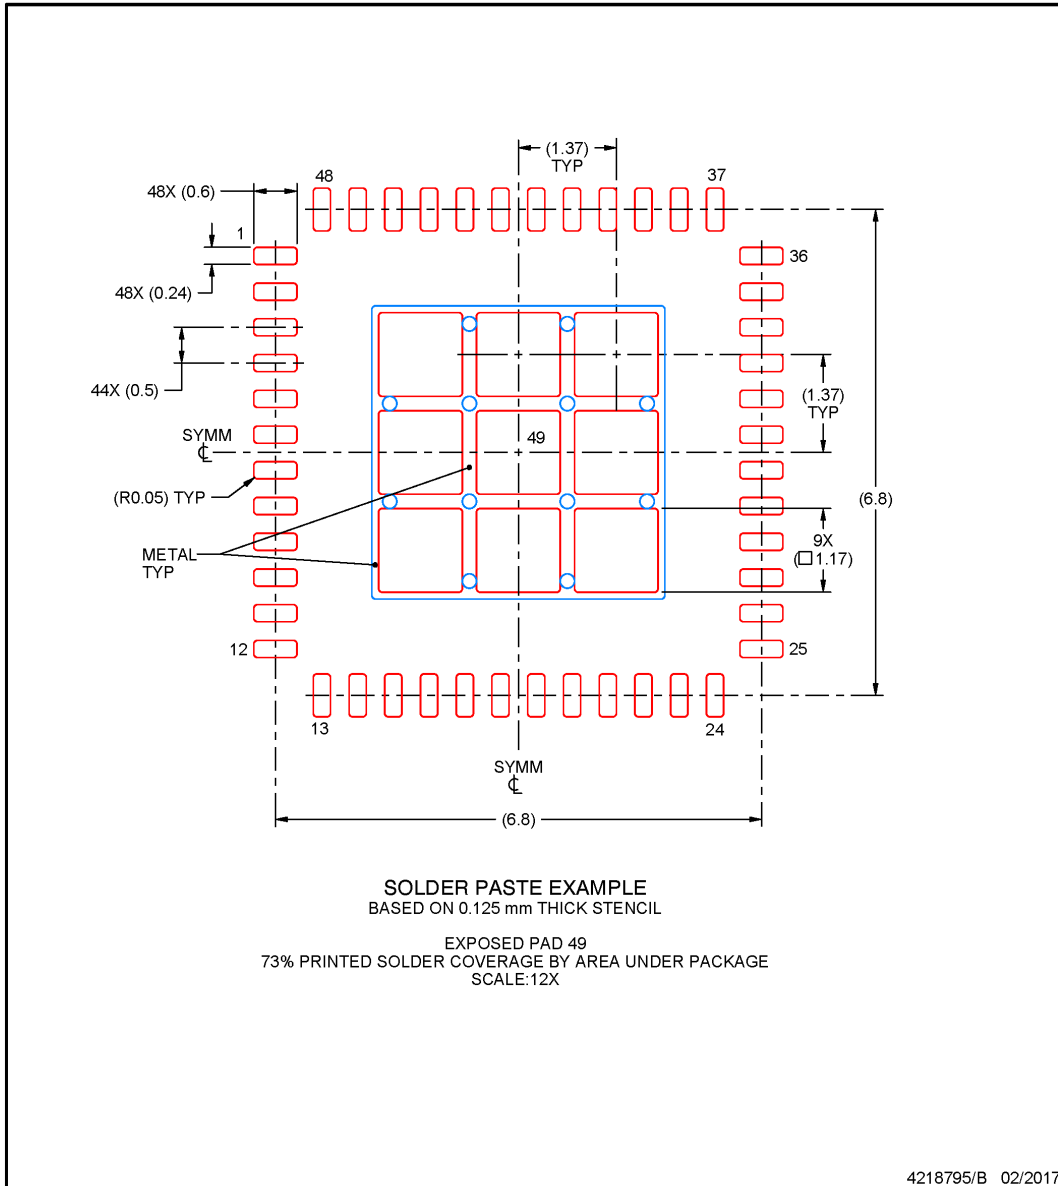 (1.37)
TYP
48
37
48X (0.6)
1
36
48X (0.24)
44X (0.5)
(1.37)
TYP
SYMM
℄
49
(R0.05) TYP
(6.8)
METAL
TYP
9X
(□1.17)
12
25
13
24
SYMM
℄
(6.8)
SOLDER PASTE EXAMPLE
BASED ON 0.125 mm THICK STENCIL
EXPOSED PAD 49
73% PRINTED SOLDER COVERAGE BY AREA UNDER PACKAGE
SCALE:12X
4218795/B 02/2017